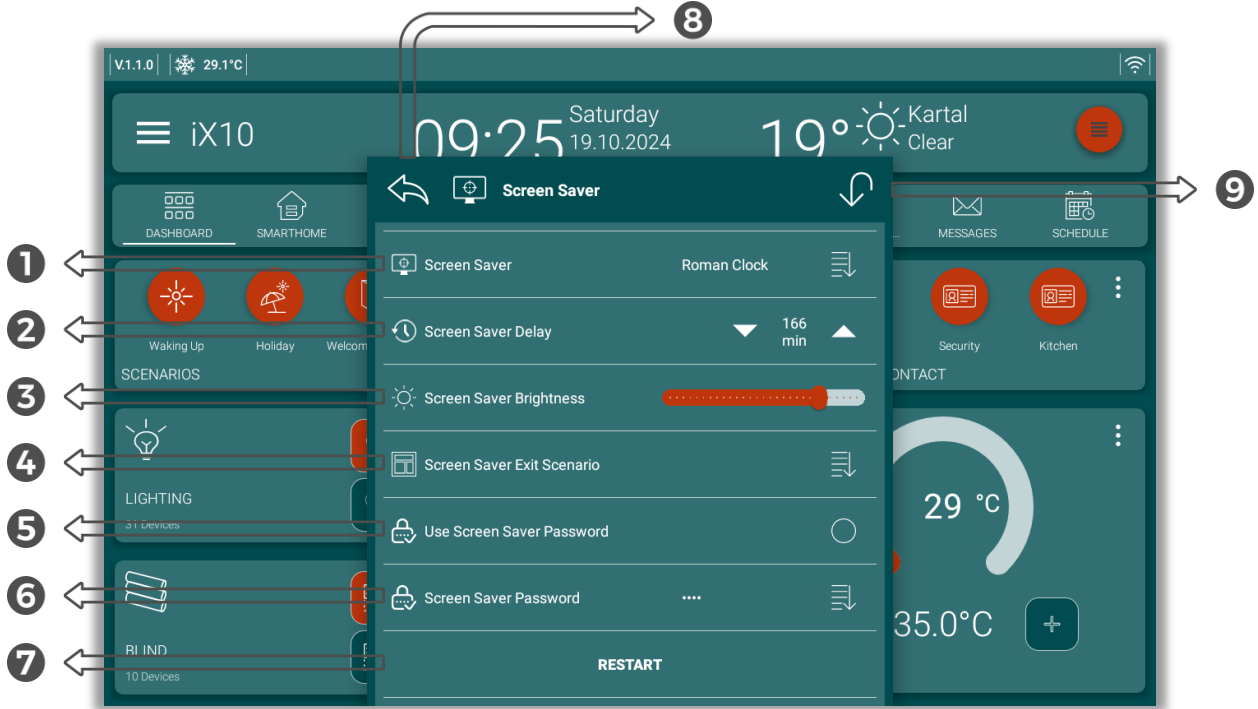 8
V.1.1.0 29.1°C
iX10
09:25
Saturday
19.10.2024
19°
Kartal
Clear
Screen Saver
9
DASHBOARD
SMARTHOME
...
MESSAGES
SCHEDULE
1
Screen Saver
Roman Clock
2
Screen Saver Delay
166
min
3
Screen Saver Brightness
4
Screen Saver Exit Scenario
5
Use Screen Saver Password
6
Screen Saver Password
••••
7
RESTART
Waking Up
Holiday
SCENARIOS
Security
Kitchen
LIGHTING
31 Devices
29 °C
35.0°C
BLIND
10 Devices